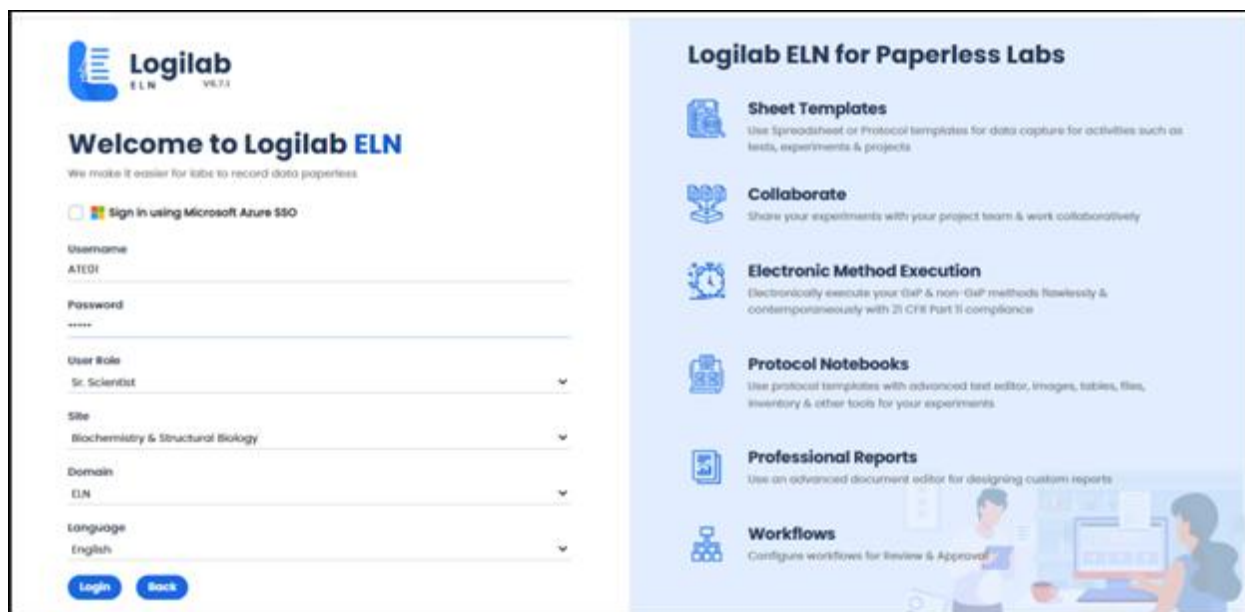 Logilab
ELN V6.7.1
Welcome to Logilab ELN
We make it easier for labs to record data paperless
Sign in using Microsoft Azure SSO
Username
ATE01
Password
•••••
User Role
Sr. Scientist
Site
Biochemistry & Structural Biology
Domain
ELN
Language
English
Login Back
Logilab ELN for Paperless Labs
Sheet Templates
Use Spreadsheet or Protocol templates for data capture for activities such as
tests, experiments & projects
Collaborate
Share your experiments with your project team & work collaboratively
Electronic Method Execution
Electronically execute your GxP & non-GxP methods flawlessly &
contemporaneously with 21 CFR Part 11 compliance
Protocol Notebooks
Use protocol templates with advanced text editor, images, tables, files,
inventory & other tools for your experiments
Professional Reports
Use an advanced document editor for designing custom reports
Workflows
Configure workflows for Review & Approval